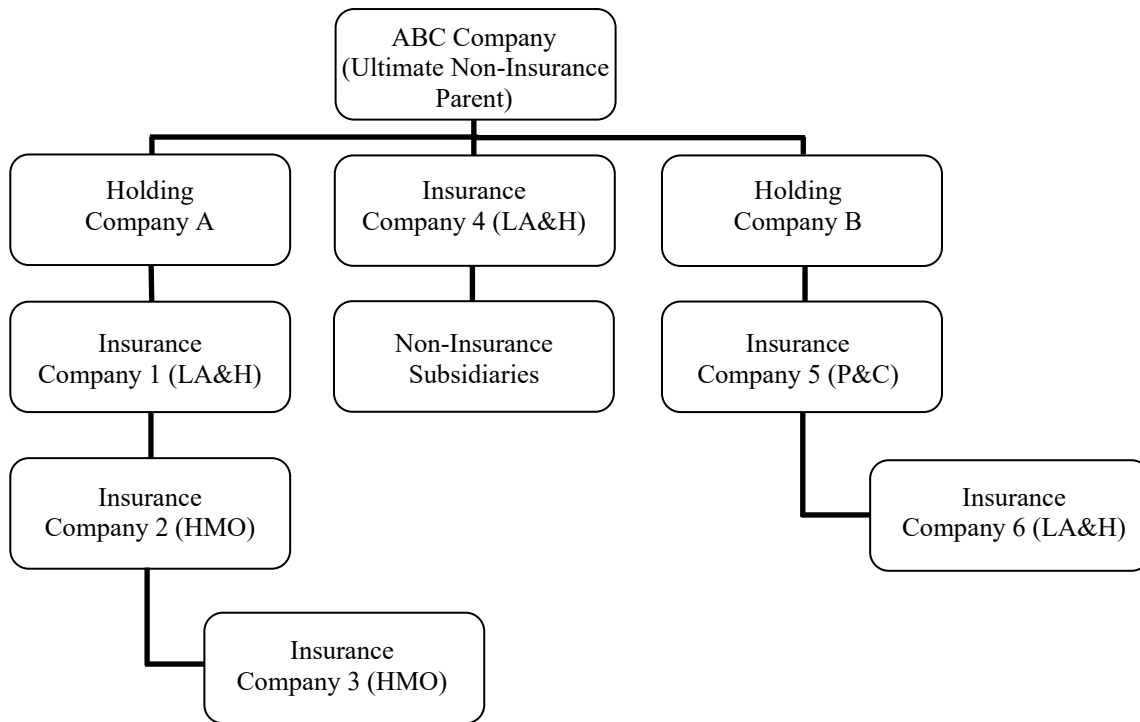 ABC Company
(Ultimate Non-Insurance
Parent)
Holding
Company A
Insurance
Company 4 (LA&H)
Holding
Company B
Insurance
Company 1 (LA&H)
Non-Insurance
Subsidiaries
Insurance
Company 5 (P&C)
Insurance
Company 2 (HMO)
Insurance
Company 6 (LA&H)
Insurance
Company 3 (HMO)